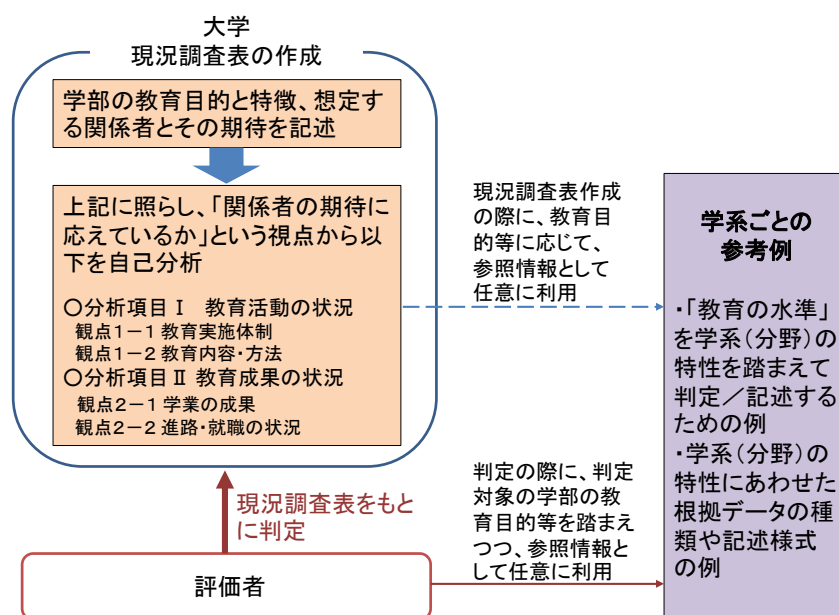 大学
現況調査表の作成
学部の教育目的と特徴、想定す
る関係者とその期待を記述
上記に照らし、「関係者の期待に
応えているか」という視点から以
下を自己分析
○分析項目Ⅰ　教育活動の状況
観点1-1 教育実施体制
観点1-2 教育内容・方法
○分析項目Ⅱ 教育成果の状況
観点2-1 学業の成果
観点2-2 進路・就職の状況
現況調査表作成
の際に、教育目
的等に応じて、
参照情報として
任意に利用
学系ごとの
参考例
・「教育の水準」
を学系(分野)の
特性を踏まえて
判定／記述する
ための例
・学系(分野)の
特性にあわせた
根拠データの種
類や記述様式
の例
現況調査表をもと
に判定
判定の際に、判定
対象の学部の教
育目的等を踏まえ
つつ、参照情報と
して任意に利用
評価者